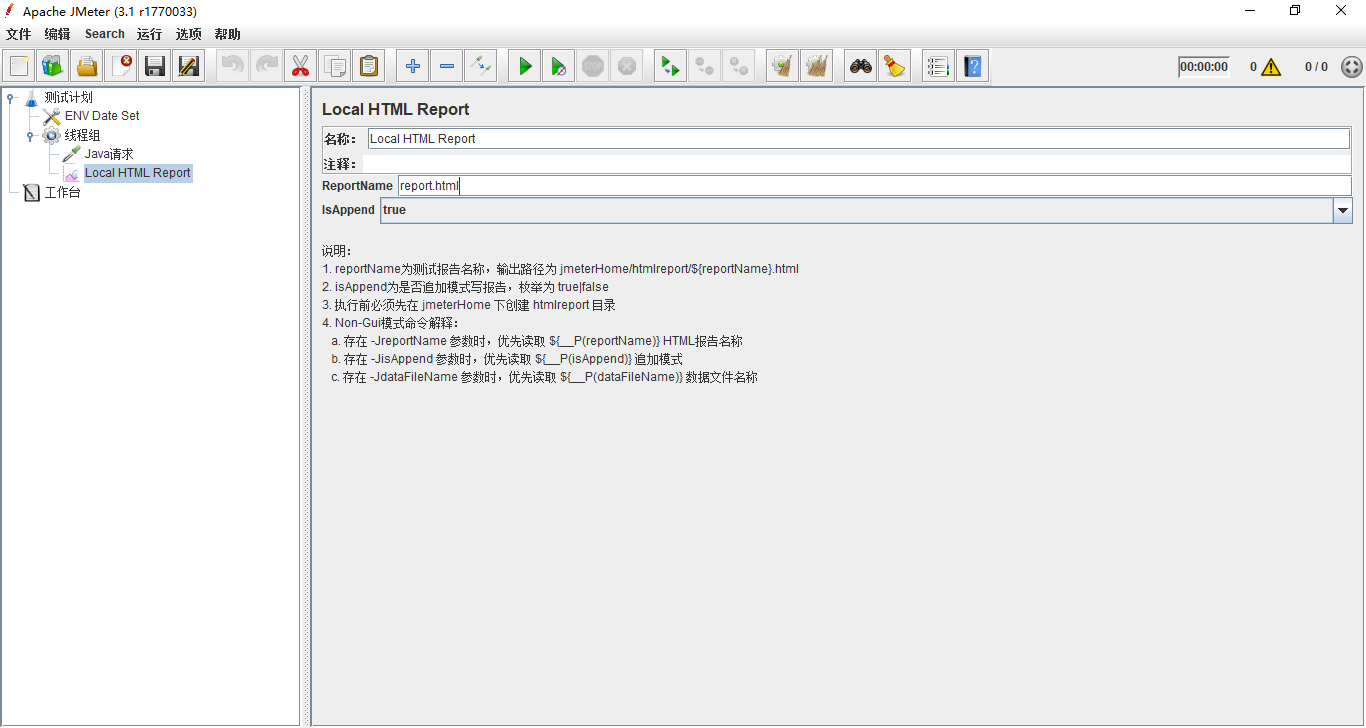 Apache JMeter (3.1 r1770033)
文件 编辑 Search 运行 选项 帮助
STOP
00:00:00 0 0 / 0
测试计划
ENV Date Set
线程组
Java请求
Local HTML Report
工作台
Local HTML Report
名称： Local HTML Report
注释：
ReportName report.html
IsAppend true
说明：
1. reportName为测试报告名称，输出路径为 jmeterHome/htmlreport/${reportName}.html
2. isAppend为是否追加模式写报告，枚举为 true|false
3. 执行前必须先在 jmeterHome 下创建 htmlreport 目录
4. Non-Gui模式命令解释：
a. 存在 -JreportName 参数时，优先读取 ${__P(reportName)} HTML报告名称
b. 存在 -JisAppend 参数时，优先读取 ${__P(isAppend)} 追加模式
c. 存在 -JdataFileName 参数时，优先读取 ${__P(dataFileName)} 数据文件名称